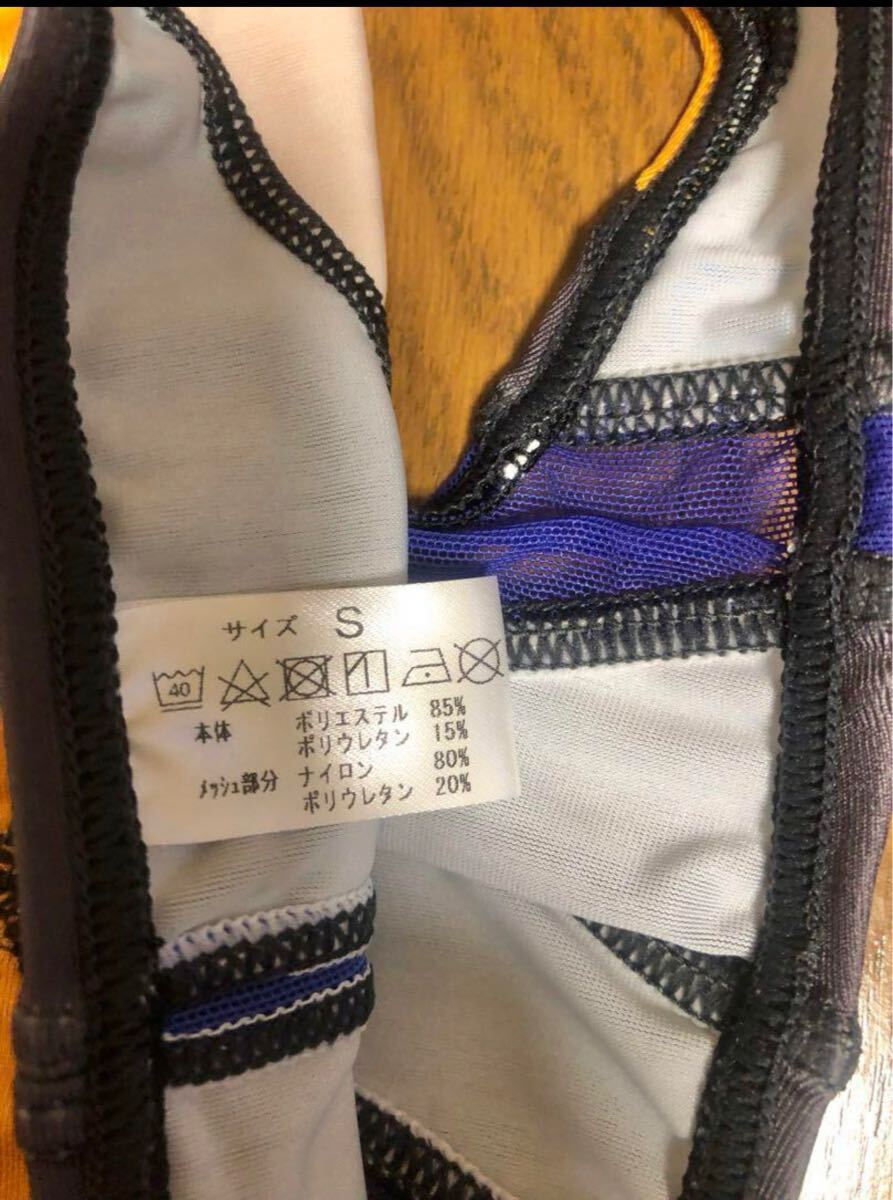 サイズ S
40
本体 ポリエステル 85%
ポリウレタン 15%
メッシュ部分 ナイロン 80%
ポリウレタン 20%